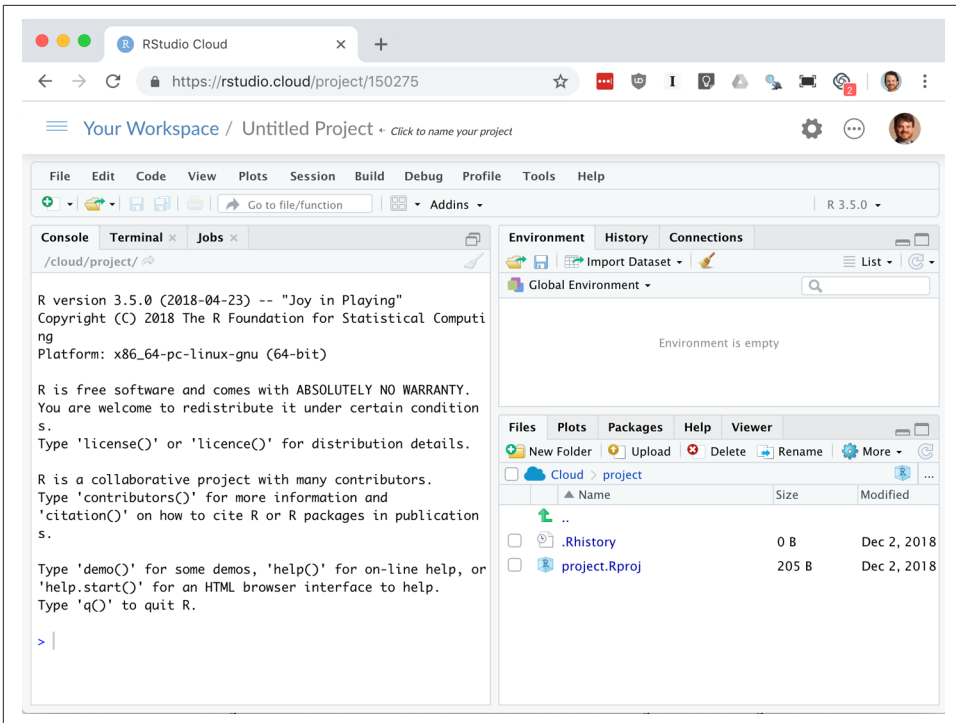 RStudio Cloud
https://rstudio.cloud/project/150275
2
Your Workspace / Untitled Project Click to name your project
File Edit Code View Plots Session Build Debug Profile Tools Help
Go to file/function Addins R 3.5.0
Console Terminal Jobs
/cloud/project/
R version 3.5.0 (2018-04-23) -- "Joy in Playing"
Copyright (C) 2018 The R Foundation for Statistical Computi
ng
Platform: x86_64-pc-linux-gnu (64-bit)
R is free software and comes with ABSOLUTELY NO WARRANTY.
You are welcome to redistribute it under certain condition
s.
Type 'license()' or 'licence()' for distribution details.
R is a collaborative project with many contributors.
Type 'contributors()' for more information and
'citation()' on how to cite R or R packages in publication
s.
Type 'demo()' for some demos, 'help()' for on-line help, or
'help.start()' for an HTML browser interface to help.
Type 'q()' to quit R.
>
Environment History Connections
Import Dataset List
Global Environment
Environment is empty
Files Plots Packages Help Viewer
New Folder Upload Delete Rename More
Cloud > project ...
Name Size Modified
..
.Rhistory 0 B Dec 2, 2018
project.Rproj 205 B Dec 2, 2018